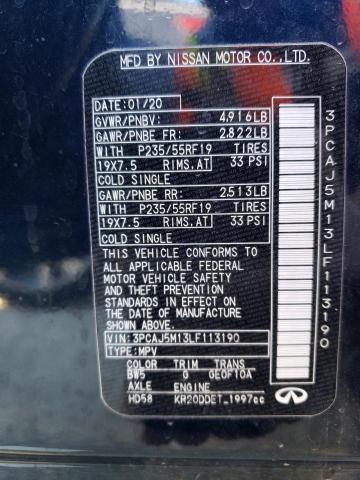 MFD BY NISSAN MOTOR CO.,LTD.
DATE: 01/20
GVWR/PNBV: 4,916LB
GAWR/PNBE FR: 2,822LB
WITH P235/55RF19 TIRES
19X7.5 RIMS,AT 33 PSI
COLD SINGLE
GAWR/PNBE RR: 2,513LB
WITH P235/55RF19 TIRES
19X7.5 RIMS,AT 33 PSI
COLD SINGLE
THIS VEHICLE CONFORMS TO
ALL APPLICABLE FEDERAL
MOTOR VEHICLE SAFETY
AND THEFT PREVENTION
STANDARDS IN EFFECT ON
THE DATE OF MANUFACTURE
SHOWN ABOVE.
VIN: 3PCAJ5M13LF113190
TYPE: MPV
COLOR TRIM TRANS
BW5 G GE0F10A
AXLE ENGINE
HD58 KR20DDET 1997cc
3PCAJ5M13LF113190